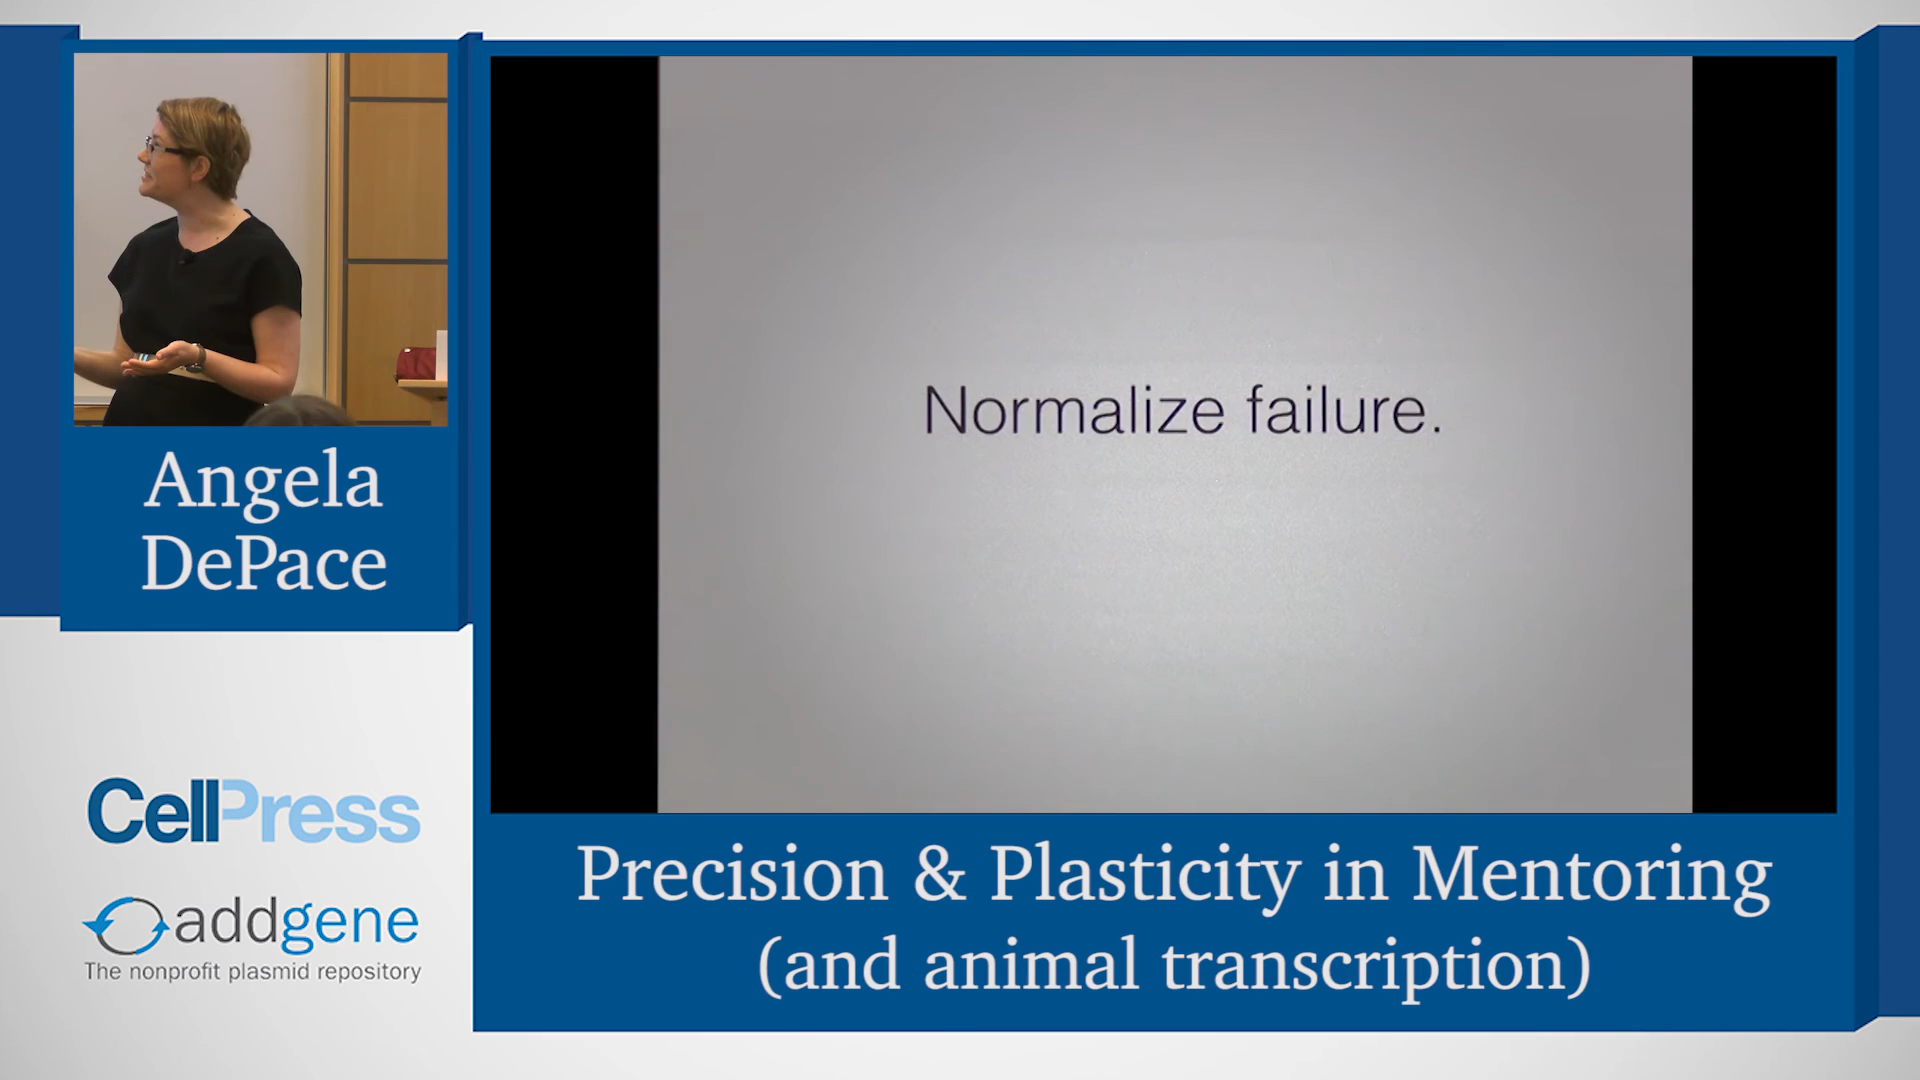 Normalize failure.
Angela
DePace
CellPress
addgene
The nonprofit plasmid repository
Precision & Plasticity in Mentoring
(and animal transcription)